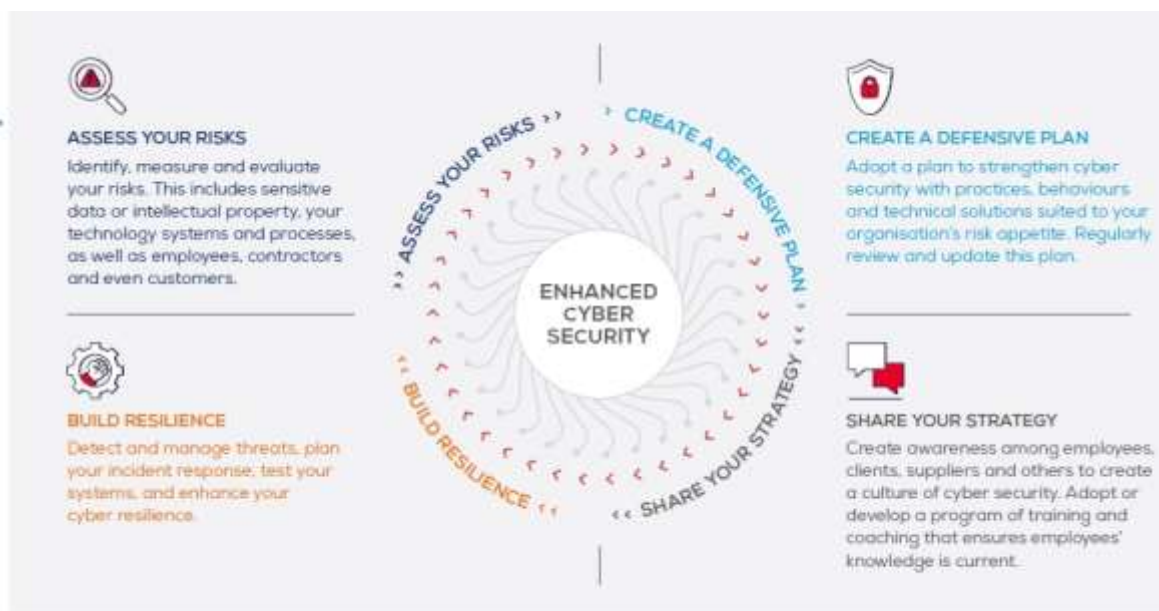 ASSESS YOUR RISKS
Identify, measure and evaluate
your risks. This includes sensitive
data or intellectual property, your
technology systems and processes,
as well as employees, contractors
and even customers.
BUILD RESILIENCE
Detect and manage threats, plan
your incident response, test your
systems, and enhance your
cyber resilience.
›› ASSESS YOUR RISKS ››
› CREATE A DEFENSIVE PLAN ›
ENHANCED
CYBER
SECURITY
‹‹ BUILD RESILIENCE ‹‹
‹‹ SHARE YOUR STRATEGY ‹‹
CREATE A DEFENSIVE PLAN
Adopt a plan to strengthen cyber
security with practices, behaviours
and technical solutions suited to your
organisation's risk appetite. Regularly
review and update this plan.
SHARE YOUR STRATEGY
Create awareness among employees,
clients, suppliers and others to create
a culture of cyber security. Adopt or
develop a program of training and
coaching that ensures employees'
knowledge is current.